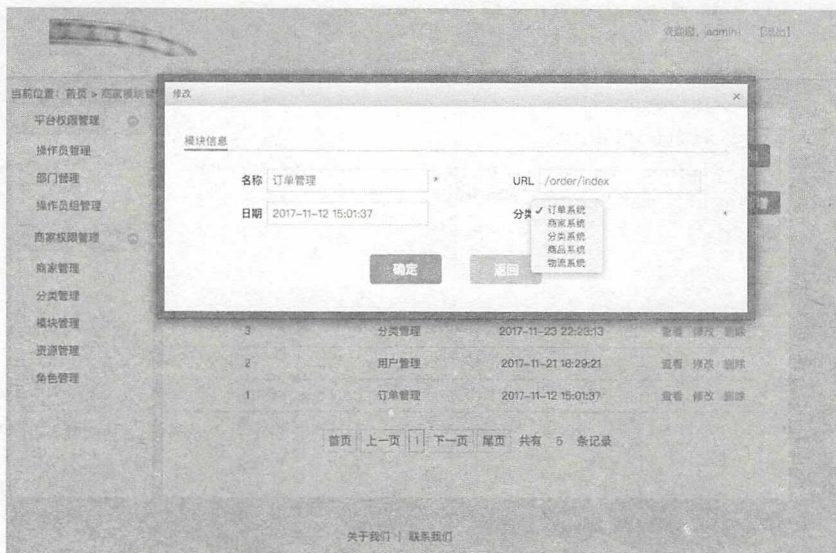 欢迎您，admin 【退出】
当前位置：首页 > 商家模块管
修改 ×
平台权限管理
操作员管理
部门管理
操作员组管理
商家权限管理
商家管理
分类管理
模块管理
资源管理
角色管理
模块信息
名称 订单管理 * URL /order/index
日期 2017-11-12 15:01:37 分类 ✓ 订单系统 *
商家系统
分类系统
商品系统
物流系统
确定 返回
3 分类管理 2017-11-23 22:23:13 查看 修改 删除
2 用户管理 2017-11-21 18:29:21 查看 修改 删除
1 订单管理 2017-11-12 15:01:37 查看 修改 删除
首页 上一页 1 下一页 尾页 共有 5 条记录
关于我们 | 联系我们